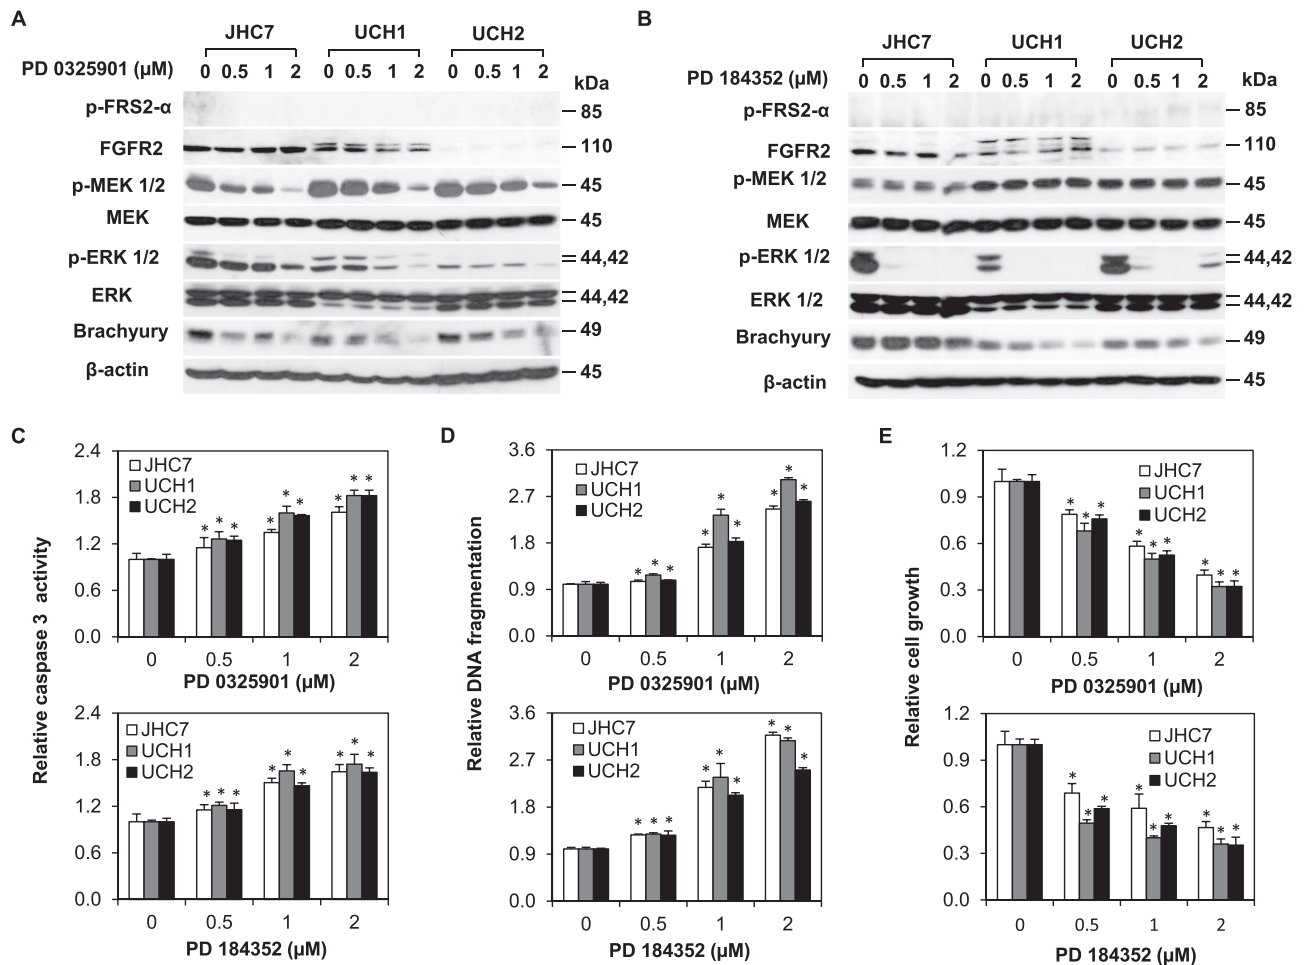 A
JHC7 UCH1 UCH2
PD 0325901 (µM) 0 0.5 1 2 0 0.5 1 2 0 0.5 1 2 kDa
p-FRS2-α 85
FGFR2 110
p-MEK 1/2 45
MEK 45
p-ERK 1/2 44,42
ERK 44,42
Brachyury 49
β-actin 45
B
JHC7 UCH1 UCH2
PD 184352 (µM) 0 0.5 1 2 0 0.5 1 2 0 0.5 1 2 kDa
p-FRS2-α 85
FGFR2 110
p-MEK 1/2 45
MEK 45
p-ERK 1/2 44,42
ERK 1/2 44,42
Brachyury 49
β-actin 45
C
Relative caspase 3 activity
2.4
1.8
1.2
0.6
0.0
JHC7
UCH1
UCH2
* * * * * * * *
0 0.5 1 2
PD 0325901 (µM)
2.4
1.8
1.2
0.6
0.0
JHC7
UCH1
UCH2
* * * * * * * * *
0 0.5 1 2
PD 184352 (µM)
D
Relative DNA fragmentation
3.6
2.7
1.8
0.9
0.0
JHC7
UCH1
UCH2
* * * * * * * * *
0 0.5 1 2
PD 0325901 (µM)
3.6
2.7
1.8
0.9
0.0
JHC7
UCH1
UCH2
* * * * * * * * *
0 0.5 1 2
PD 184352 (µM)
E
Relative cell growth
1.2
0.9
0.6
0.3
0.0
JHC7
UCH1
UCH2
* * * * * * * * *
0 0.5 1 2
PD 0325901 (µM)
1.2
0.9
0.6
0.3
0.0
JHC7
UCH1
UCH2
* * * * * * * * *
0 0.5 1 2
PD 184352 (µM)